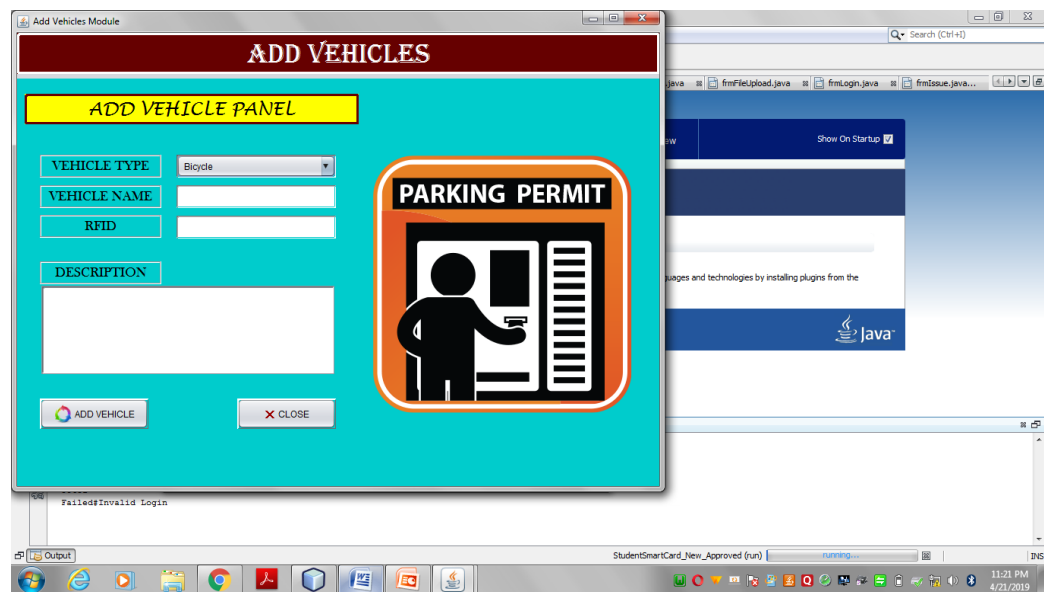 Add Vehicles Module
ADD VEHICLES
Search (Ctrl+I)
.java
frmFileUpload.java
frmLogin.java
frmIssue.java...
ADD VEHICLE PANEL
Show On Startup
VEHICLE TYPE
Bicycle
VEHICLE NAME
RFID
DESCRIPTION
PARKING PERMIT
guages and technologies by installing plugins from the
Java
ADD VEHICLE
CLOSE
Failed#Invalid Login
Output
StudentSmartCard_New_Approved (run)
running...
INS
11:21 PM
4/21/2019